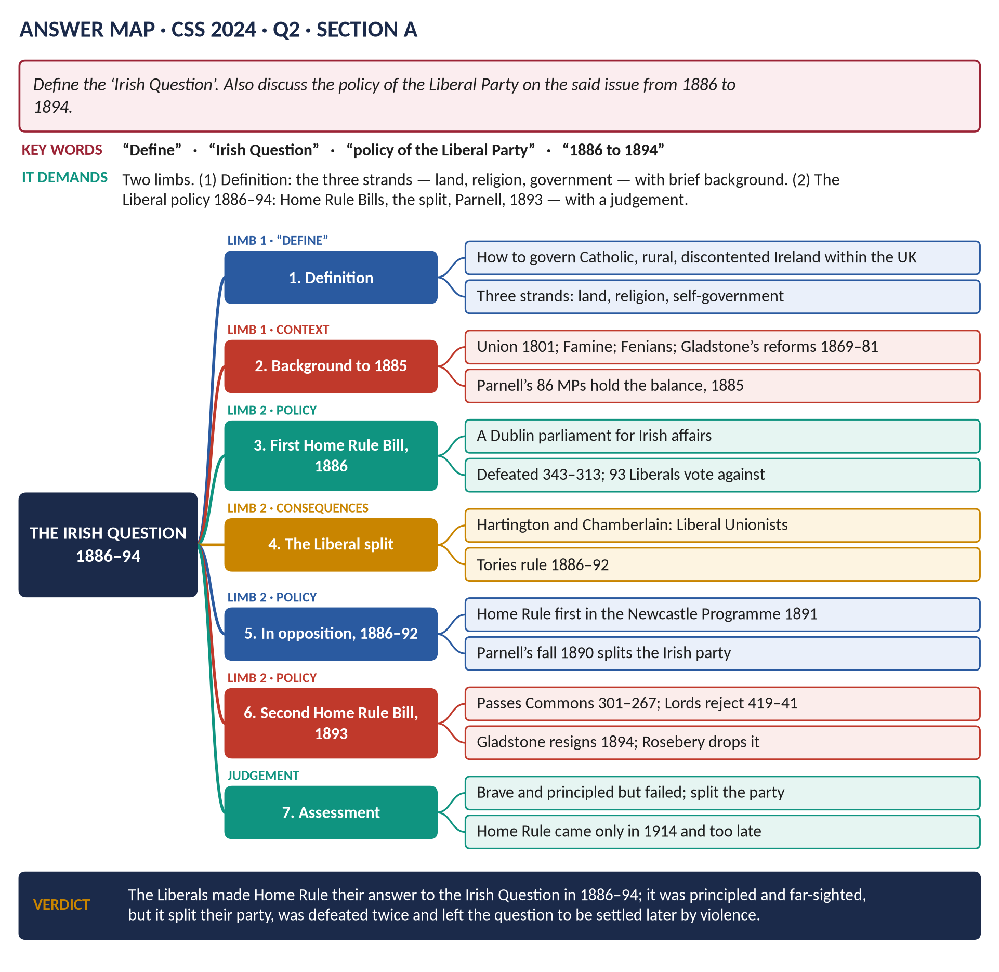 ANSWER MAP · CSS 2024 · Q2 · SECTION A
Define the ‘Irish Question’. Also discuss the policy of the Liberal Party on the said issue from 1886 to
1894.
KEY WORDS “Define” · “Irish Question” · “policy of the Liberal Party” · “1886 to 1894”
IT DEMANDS Two limbs. (1) Definition: the three strands — land, religion, government — with brief background. (2) The
Liberal policy 1886–94: Home Rule Bills, the split, Parnell, 1893 — with a judgement.
THE IRISH QUESTION
1886–94
LIMB 1 · “DEFINE”
1. Definition
How to govern Catholic, rural, discontented Ireland within the UK
Three strands: land, religion, self-government
LIMB 1 · CONTEXT
2. Background to 1885
Union 1801; Famine; Fenians; Gladstone’s reforms 1869–81
Parnell’s 86 MPs hold the balance, 1885
LIMB 2 · POLICY
3. First Home Rule Bill,
1886
A Dublin parliament for Irish affairs
Defeated 343–313; 93 Liberals vote against
LIMB 2 · CONSEQUENCES
4. The Liberal split
Hartington and Chamberlain: Liberal Unionists
Tories rule 1886–92
LIMB 2 · POLICY
5. In opposition, 1886–92
Home Rule first in the Newcastle Programme 1891
Parnell’s fall 1890 splits the Irish party
LIMB 2 · POLICY
6. Second Home Rule Bill,
1893
Passes Commons 301–267; Lords reject 419–41
Gladstone resigns 1894; Rosebery drops it
JUDGEMENT
7. Assessment
Brave and principled but failed; split the party
Home Rule came only in 1914 and too late
VERDICT
The Liberals made Home Rule their answer to the Irish Question in 1886–94; it was principled and far-sighted,
but it split their party, was defeated twice and left the question to be settled later by violence.